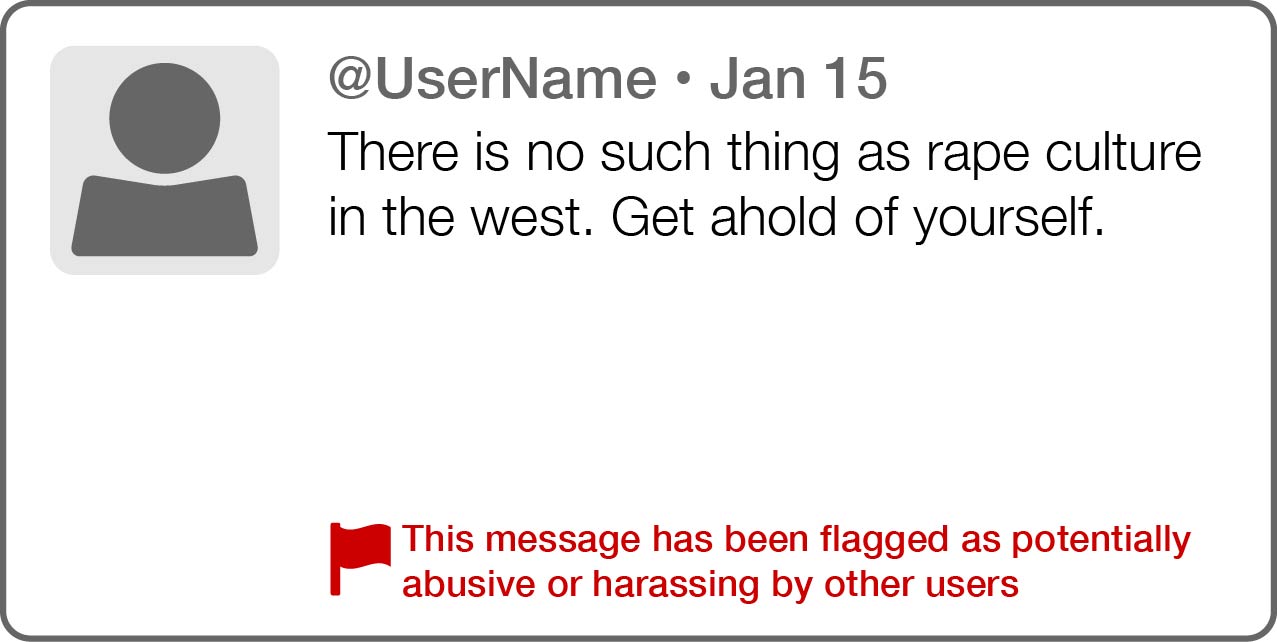 @UserName • Jan 15
There is no such thing as rape culture
in the west. Get ahold of yourself.
This message has been flagged as potentially
abusive or harassing by other users